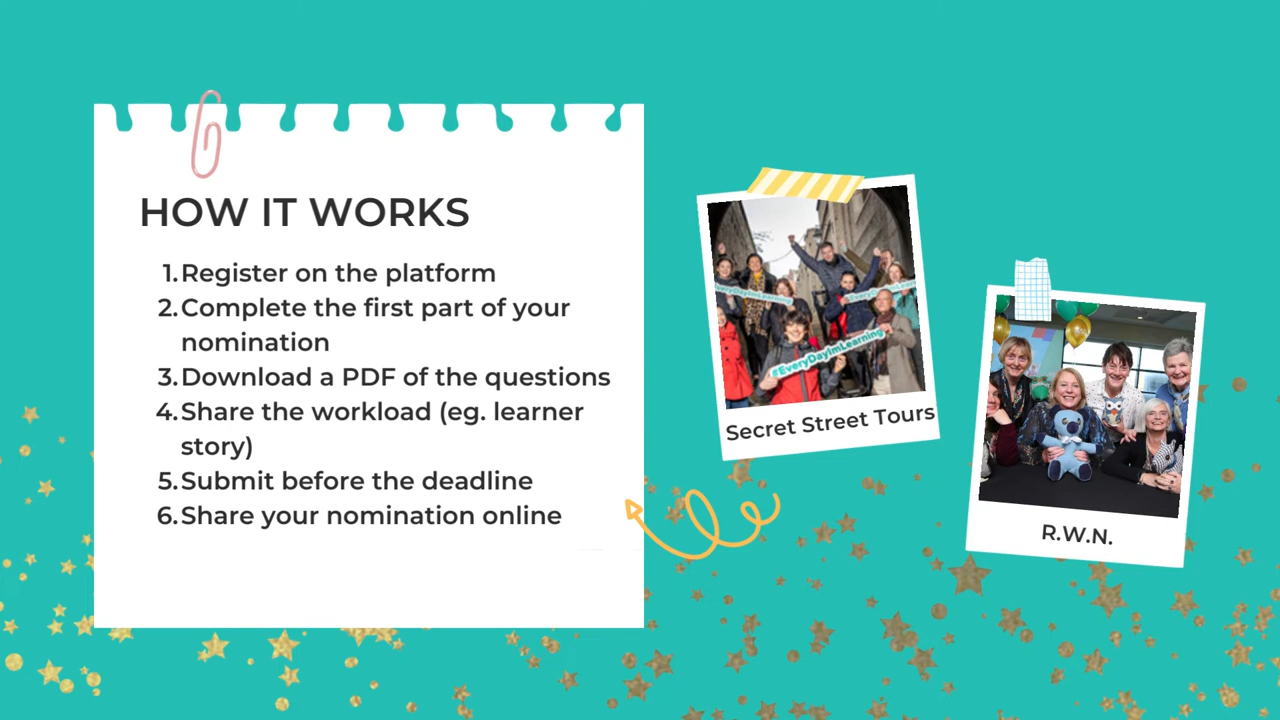 HOW IT WORKS
1. Register on the platform
2. Complete the first part of your
nomination
3. Download a PDF of the questions
4. Share the workload (eg. learner
story)
5. Submit before the deadline
6. Share your nomination online
#EveryDayImLearning
Secret Street Tours
R.W.N.